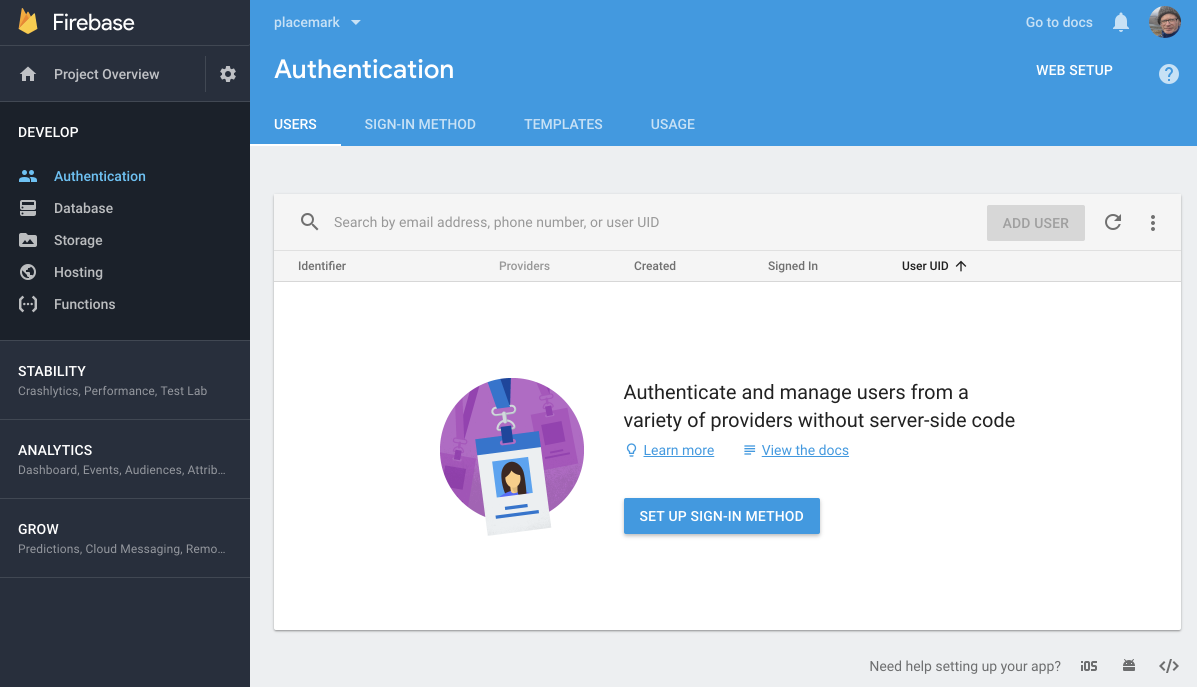 Firebase
placemark
Go to docs
Project Overview
Authentication
WEB SETUP
USERS
SIGN-IN METHOD
TEMPLATES
USAGE
DEVELOP
Authentication
Database
Storage
Hosting
Functions
STABILITY
Crashlytics, Performance, Test Lab
ANALYTICS
Dashboard, Events, Audiences, Attrib...
GROW
Predictions, Cloud Messaging, Remo...
Search by email address, phone number, or user UID
ADD USER
Identifier
Providers
Created
Signed In
User UID
Authenticate and manage users from a
variety of providers without server-side code
Learn more
View the docs
SET UP SIGN-IN METHOD
Need help setting up your app?
iOS